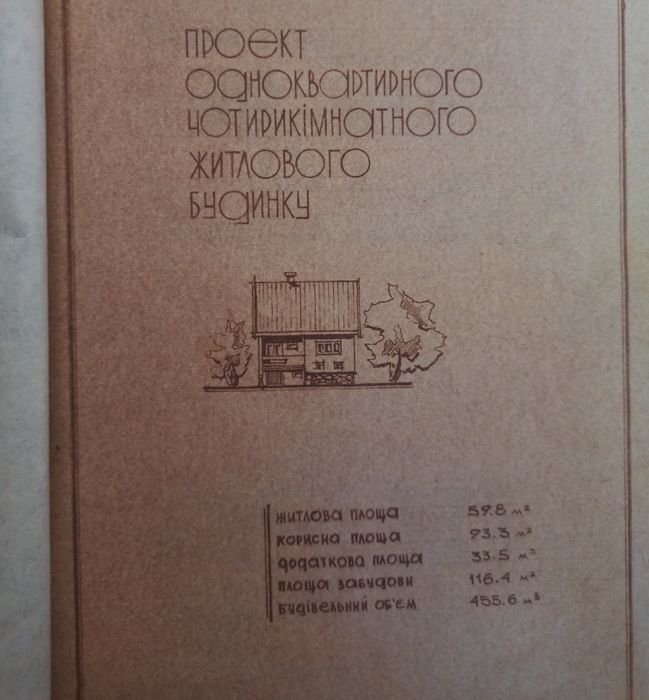 ПРОЕКТ
ОДНОКВАРТИРНОГО
ЧОТИРИКІМНАТНОГО
ЖИТЛОВОГО
БУДИНКУ
ЖИТЛОВА ПЛОЩА 59.8 м²
КОРИСНА ПЛОЩА 93.3 м²
ДОДАТКОВА ПЛОЩА 33.5 м²
ПЛОЩА ЗАБУДОВИ 116.4 м²
БУДІВЕЛЬНИЙ ОБ'ЄМ 455.6 м³